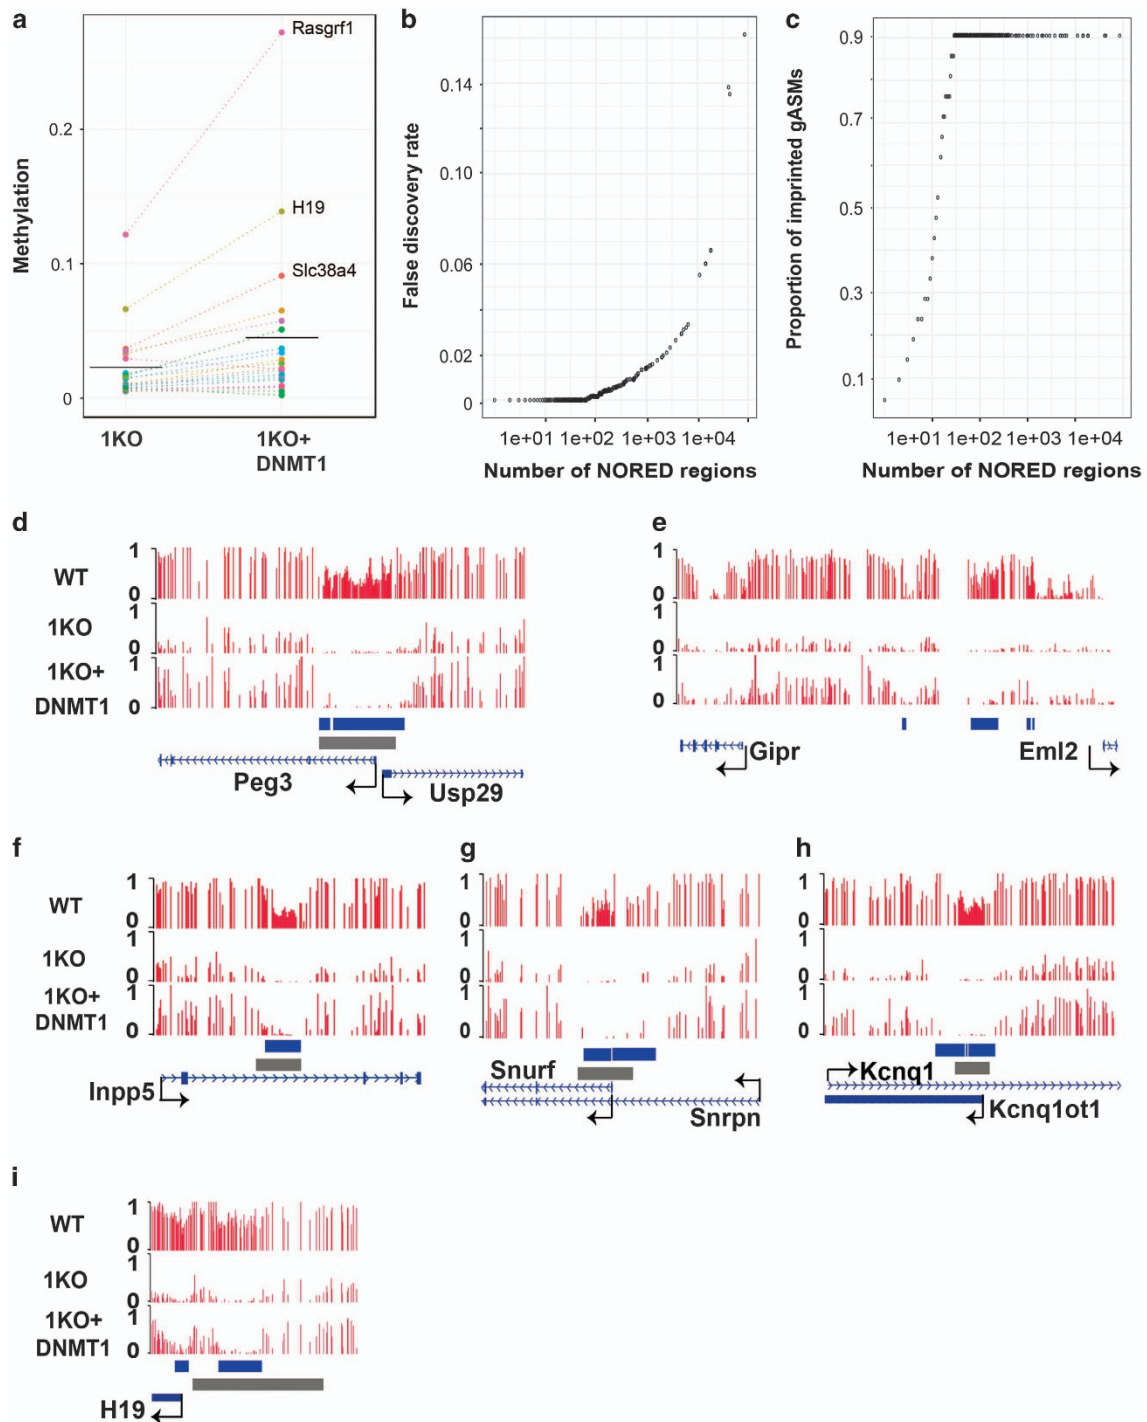 a
Rasgrf1
H19
Slc38a4
0.2
0.1
0
Methylation
1KO
1KO+
DNMT1
b
0.14
0.10
0.06
0.02
0
False discovery rate
1e+01 1e+02 1e+03 1e+04
Number of NORED regions
c
0.9
0.7
0.5
0.3
0.1
Proportion of imprinted gASMs
1e+01 1e+02 1e+03 1e+04
Number of NORED regions
d
WT
1
0
1KO
1
0
1KO+
DNMT1
1
0
Peg3
Usp29
e
1
0
1
0
1
0
Gipr
Eml2
f
WT
1
0
1KO
1
0
1KO+
DNMT1
1
0
Inpp5
g
1
0
1
0
1
0
Snurf
Snrpn
h
1
0
1
0
1
0
Kcnq1
Kcnq1ot1
i
WT
1
0
1KO
1
0
1KO+
DNMT1
1
0
H19